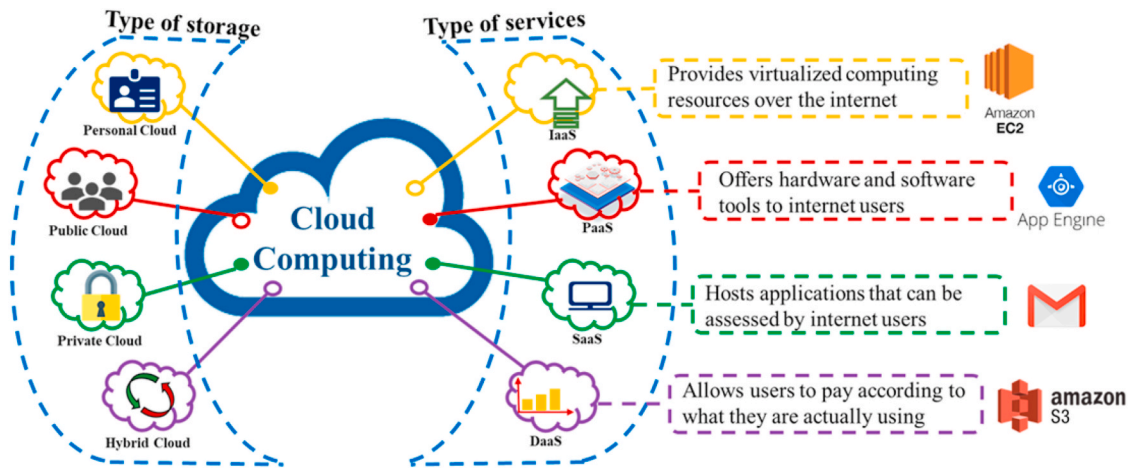 Type of storage
Type of services
Personal Cloud
Public Cloud
Private Cloud
Hybrid Cloud
Cloud
Computing
IaaS
PaaS
SaaS
DaaS
Provides virtualized computing
resources over the internet
Amazon
EC2
Offers hardware and software
tools to internet users
App Engine
Hosts applications that can be
assessed by internet users
Allows users to pay according to
what they are actually using
amazon
S3